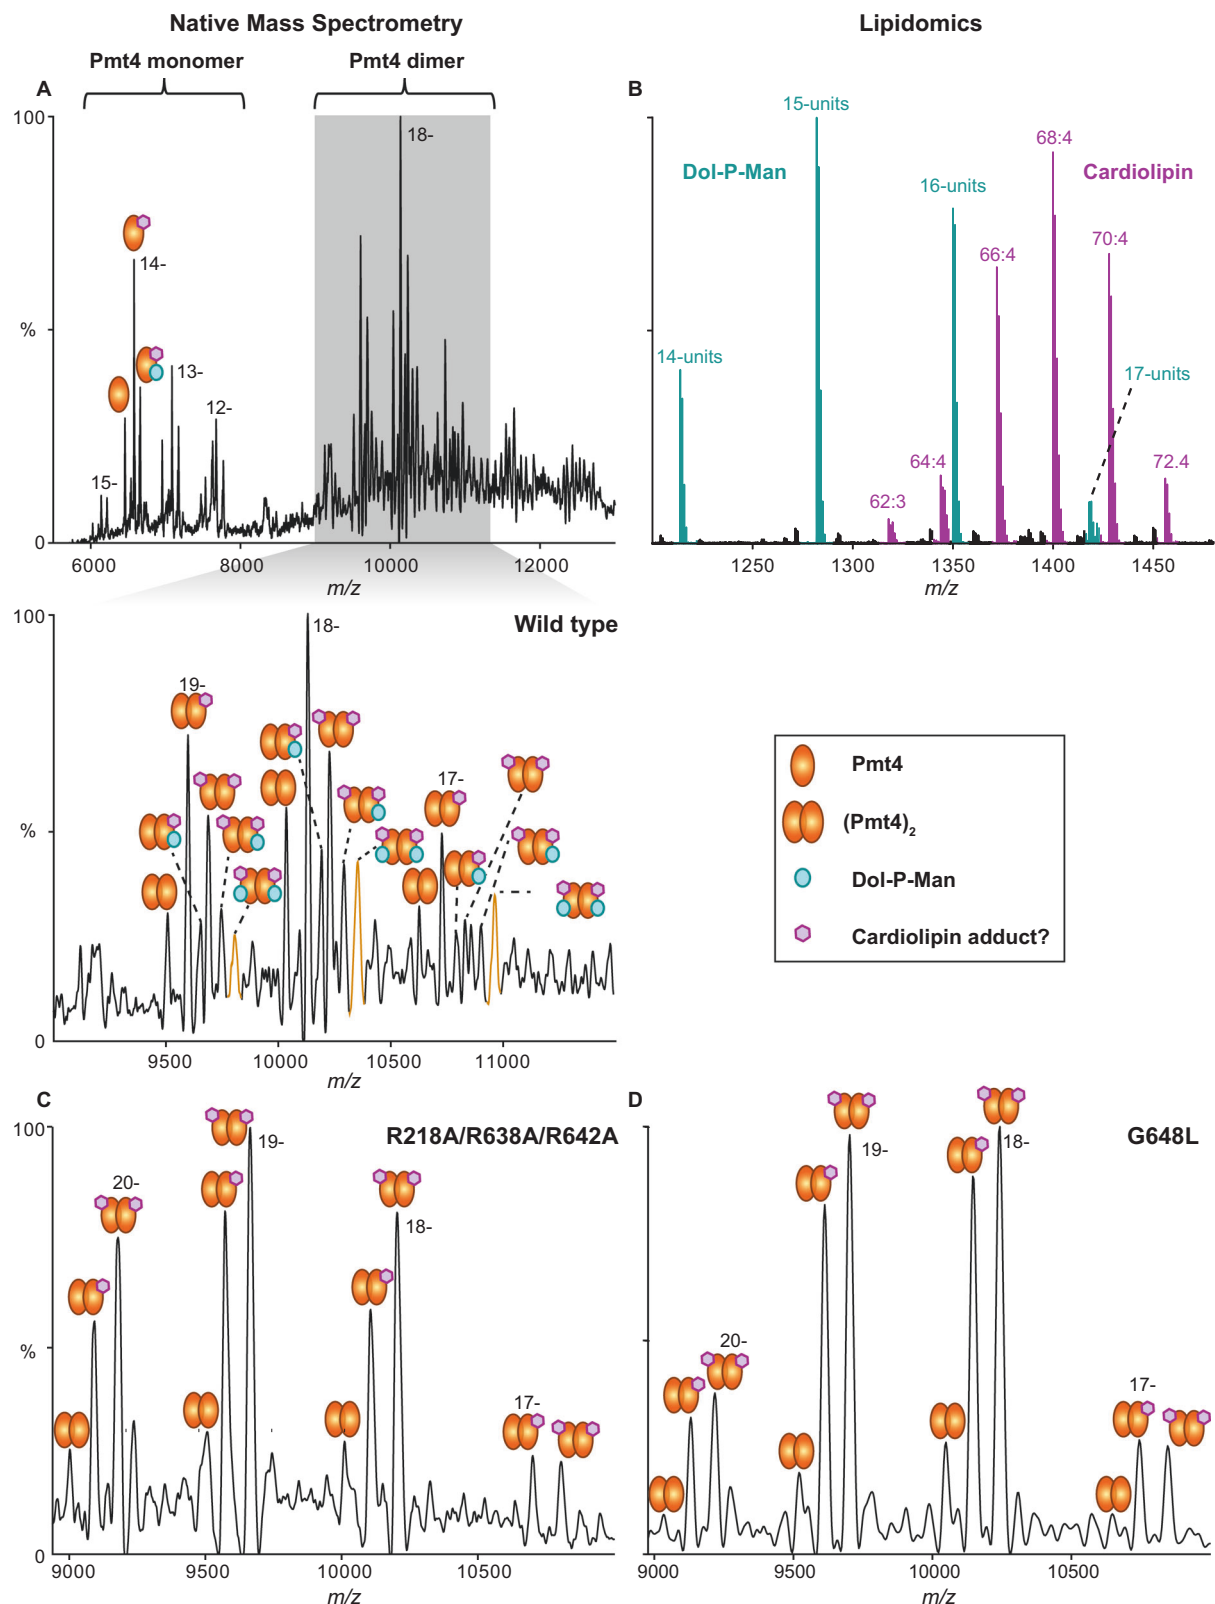 Native Mass Spectrometry
Lipidomics
Pmt4 monomer
Pmt4 dimer
A
100
18-
14-
13-
12-
15-
%
0
6000
8000
10000
12000
m/z
B
15-units
Dol-P-Man
68:4
Cardiolipin
16-units
70:4
66:4
14-units
17-units
64:4
72.4
62:3
1250
1300
1350
1400
1450
m/z
100
18-
Wild type
19-
17-
%
0
9500
10000
10500
11000
m/z
Pmt4
(Pmt4)2
Dol-P-Man
Cardiolipin adduct?
C
100
R218A/R638A/R642A
19-
20-
18-
17-
%
0
9000
9500
10000
10500
m/z
D
G648L
19-
18-
20-
17-
9000
9500
10000
10500
m/z